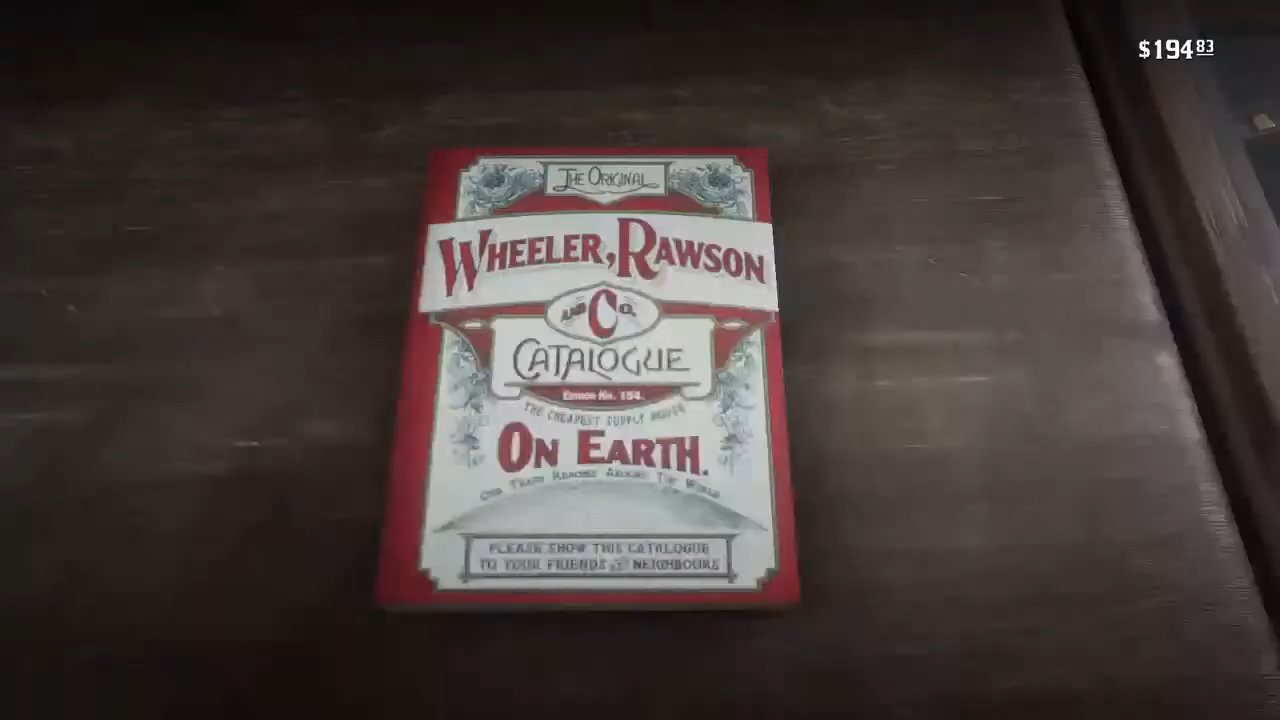 $194 83
THE ORIGINAL
WHEELER, RAWSON
AND CO.
CATALOGUE
EDITION NO. 194.
THE CHEAPEST SUPPLY HOUSE
ON EARTH.
OUR TRADE REACHES AROUND THE WORLD
PLEASE SHOW THIS CATALOGUE
TO YOUR FRIENDS AND NEIGHBOURS